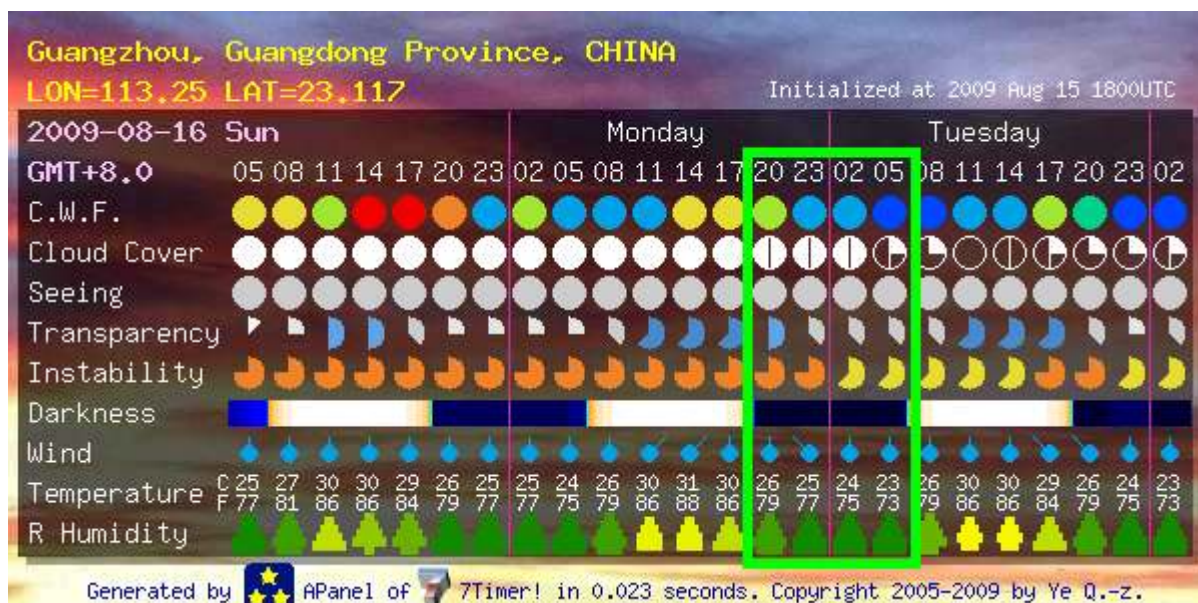 Guangzhou, Guangdong Province, CHINA
LON=113.25 LAT=23.117 Initialized at 2009 Aug 15 1800UTC
2009-08-16 Sun Monday Tuesday
GMT+8.0 05 08 11 14 17 20 23 02 05 08 11 14 17 20 23 02 05 08 11 14 17 20 23 02
C.W.F.
Cloud Cover
Seeing
Transparency
Instability
Darkness
Wind
Temperature C 25 27 30 30 29 26 25 25 24 26 30 31 30 26 25 24 23 26 30 30 29 26 24 23
F 77 81 86 86 84 79 77 77 75 79 86 88 86 79 77 75 73 79 86 86 84 79 75 73
R Humidity
Generated by APanel of 7Timer! in 0.023 seconds. Copyright 2005-2009 by Ye Q.-z.